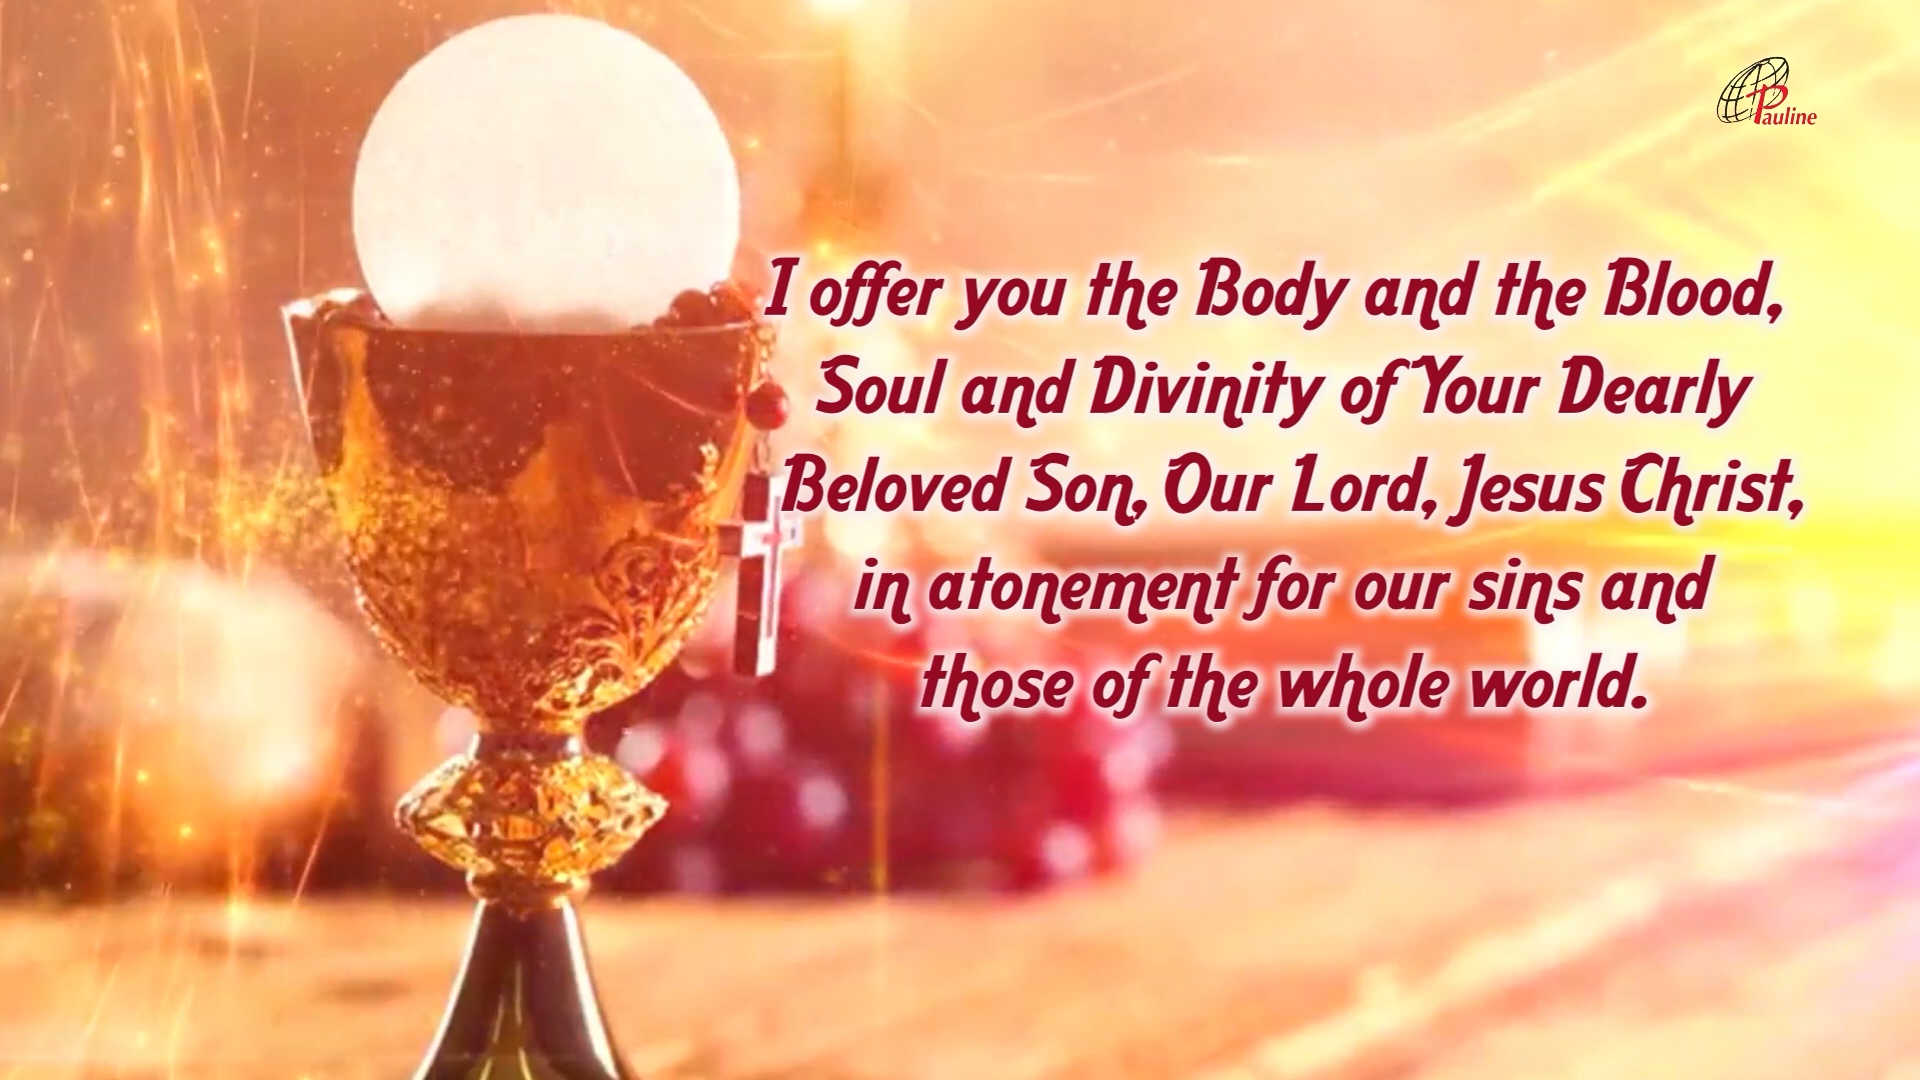 Pauline
I offer you the Body and the Blood,
Soul and Divinity of Your Dearly
Beloved Son, Our Lord, Jesus Christ,
in atonement for our sins and
those of the whole world.